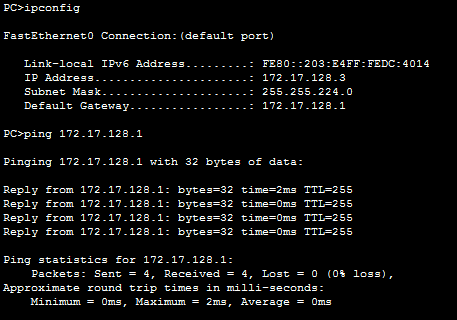 PC>ipconfig
FastEthernet0 Connection:(default port)
Link-local IPv6 Address.........: FE80::203:E4FF:FEDC:4014
IP Address......................: 172.17.128.3
Subnet Mask.....................: 255.255.224.0
Default Gateway.................: 172.17.128.1
PC>ping 172.17.128.1
Pinging 172.17.128.1 with 32 bytes of data:
Reply from 172.17.128.1: bytes=32 time=2ms TTL=255
Reply from 172.17.128.1: bytes=32 time=0ms TTL=255
Reply from 172.17.128.1: bytes=32 time=0ms TTL=255
Reply from 172.17.128.1: bytes=32 time=0ms TTL=255
Ping statistics for 172.17.128.1:
Packets: Sent = 4, Received = 4, Lost = 0 (0% loss),
Approximate round trip times in milli-seconds:
Minimum = 0ms, Maximum = 2ms, Average = 0ms